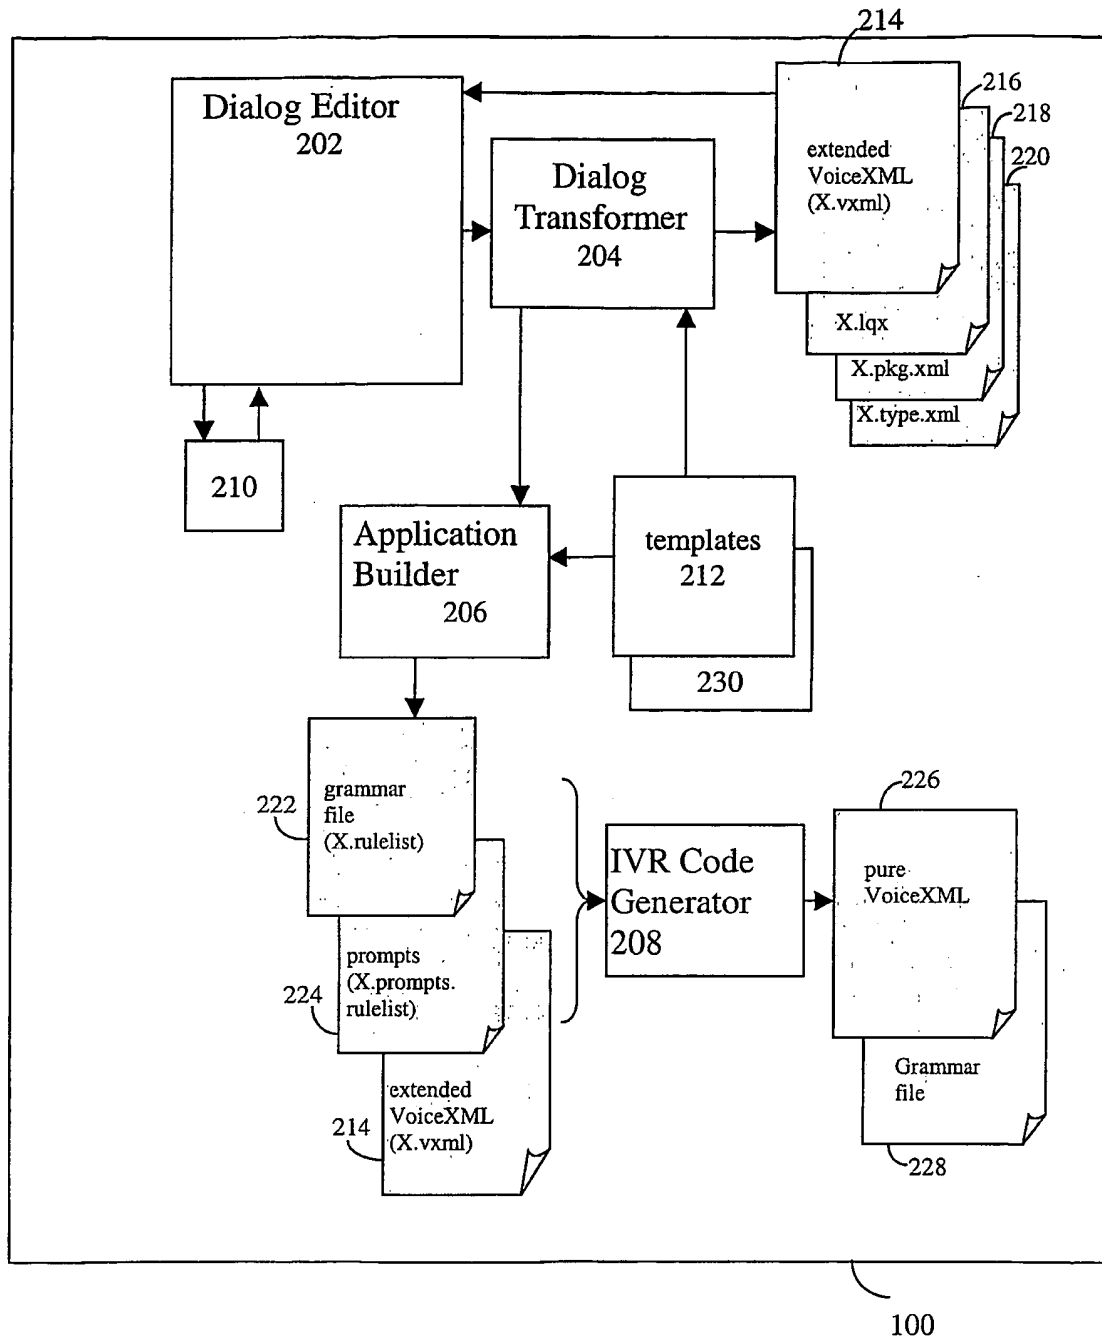 214
Dialog Editor
202
216
218
220
extended
VoiceXML
(X.vxml)
Dialog
Transformer
204
X.lqx
X.pkg.xml
X.type.xml
210
Application
Builder
206
templates
212
230
222
grammar
file
(X.rulelist)
224
prompts
(X.prompts.
rulelist)
214
extended
VoiceXML
(X.vxml)
IVR Code
Generator
208
226
pure
VoiceXML
Grammar
file
228
100